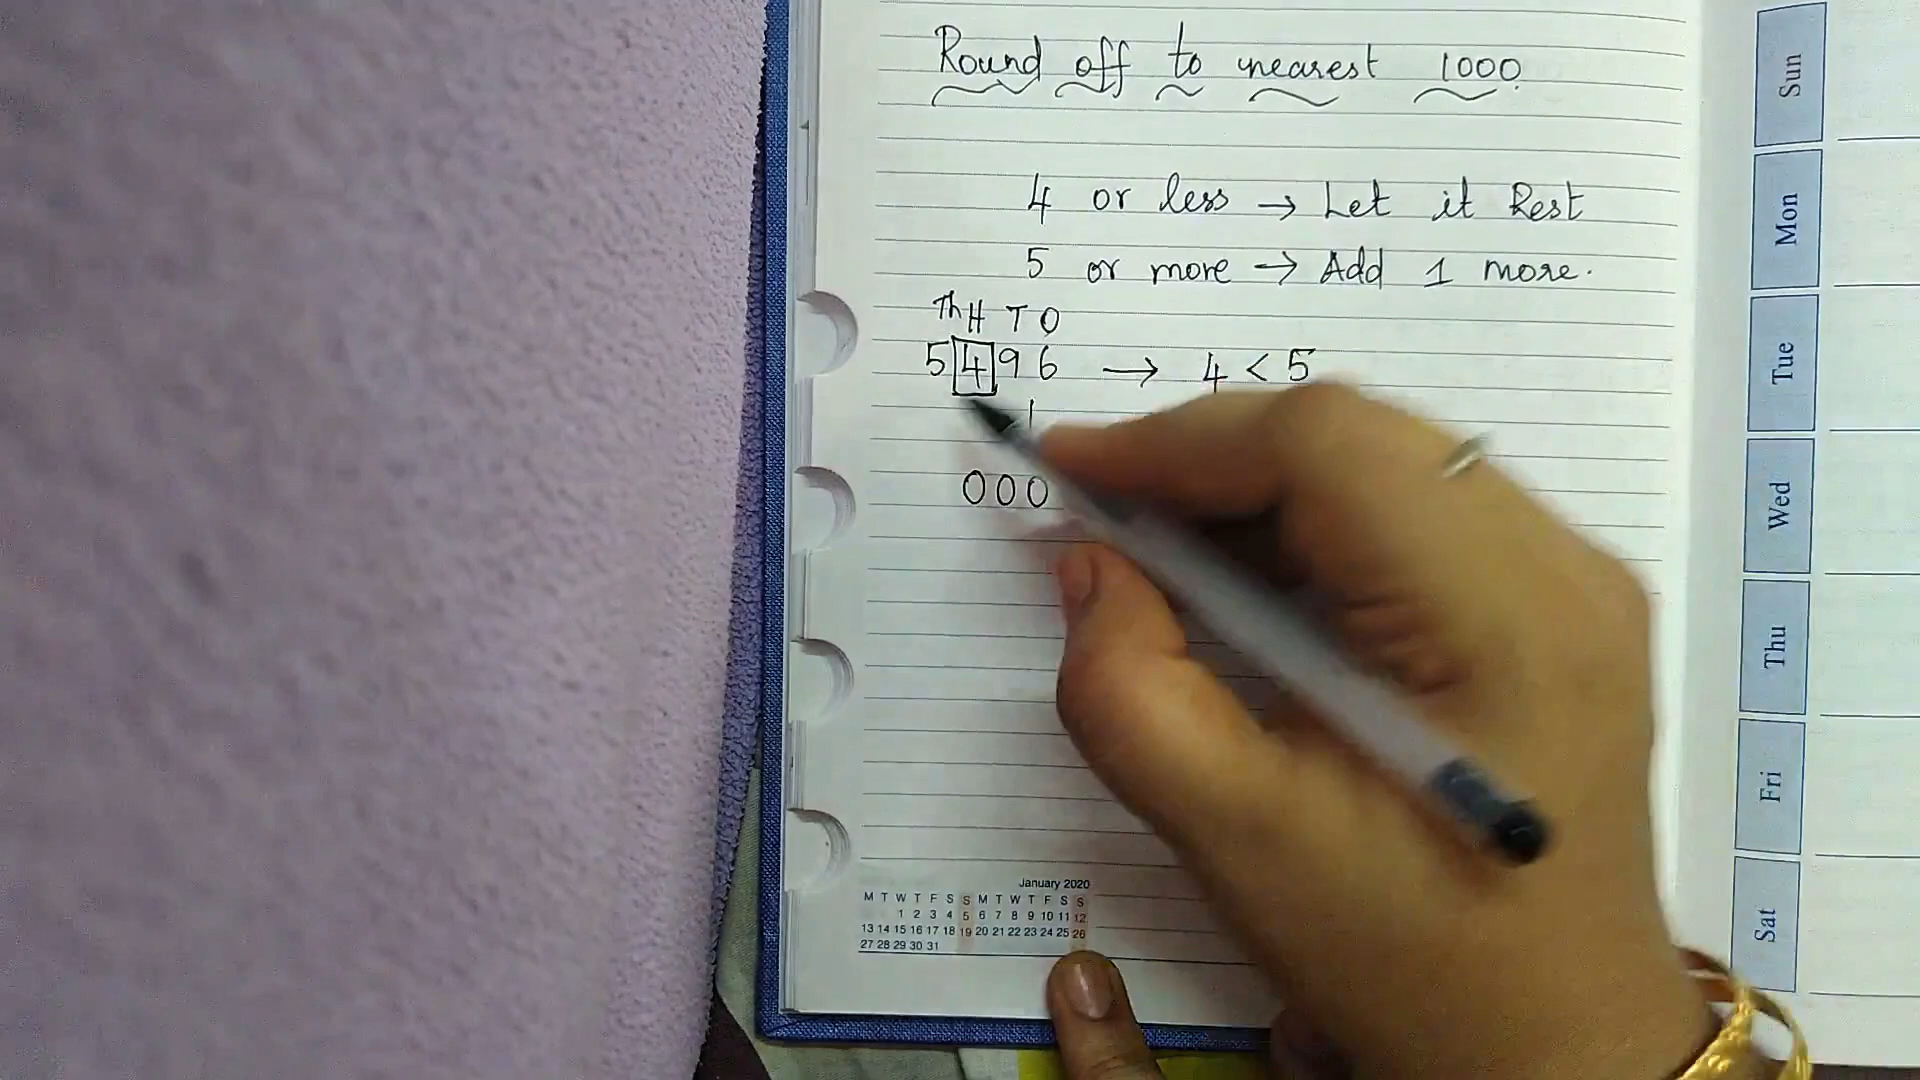 Round off to nearest 1000.
4 or less → Let it Rest
5 or more → Add 1 more.
Th H T O
5 4 9 6 → 4 < 5
000
January 2020
M T W T F S S M T W T F S S
1 2 3 4 5 6 7 8 9 10 11 12
13 14 15 16 17 18 19 20 21 22 23 24 25 26
27 28 29 30 31
Sun
Mon
Tue
Wed
Thu
Fri
Sat